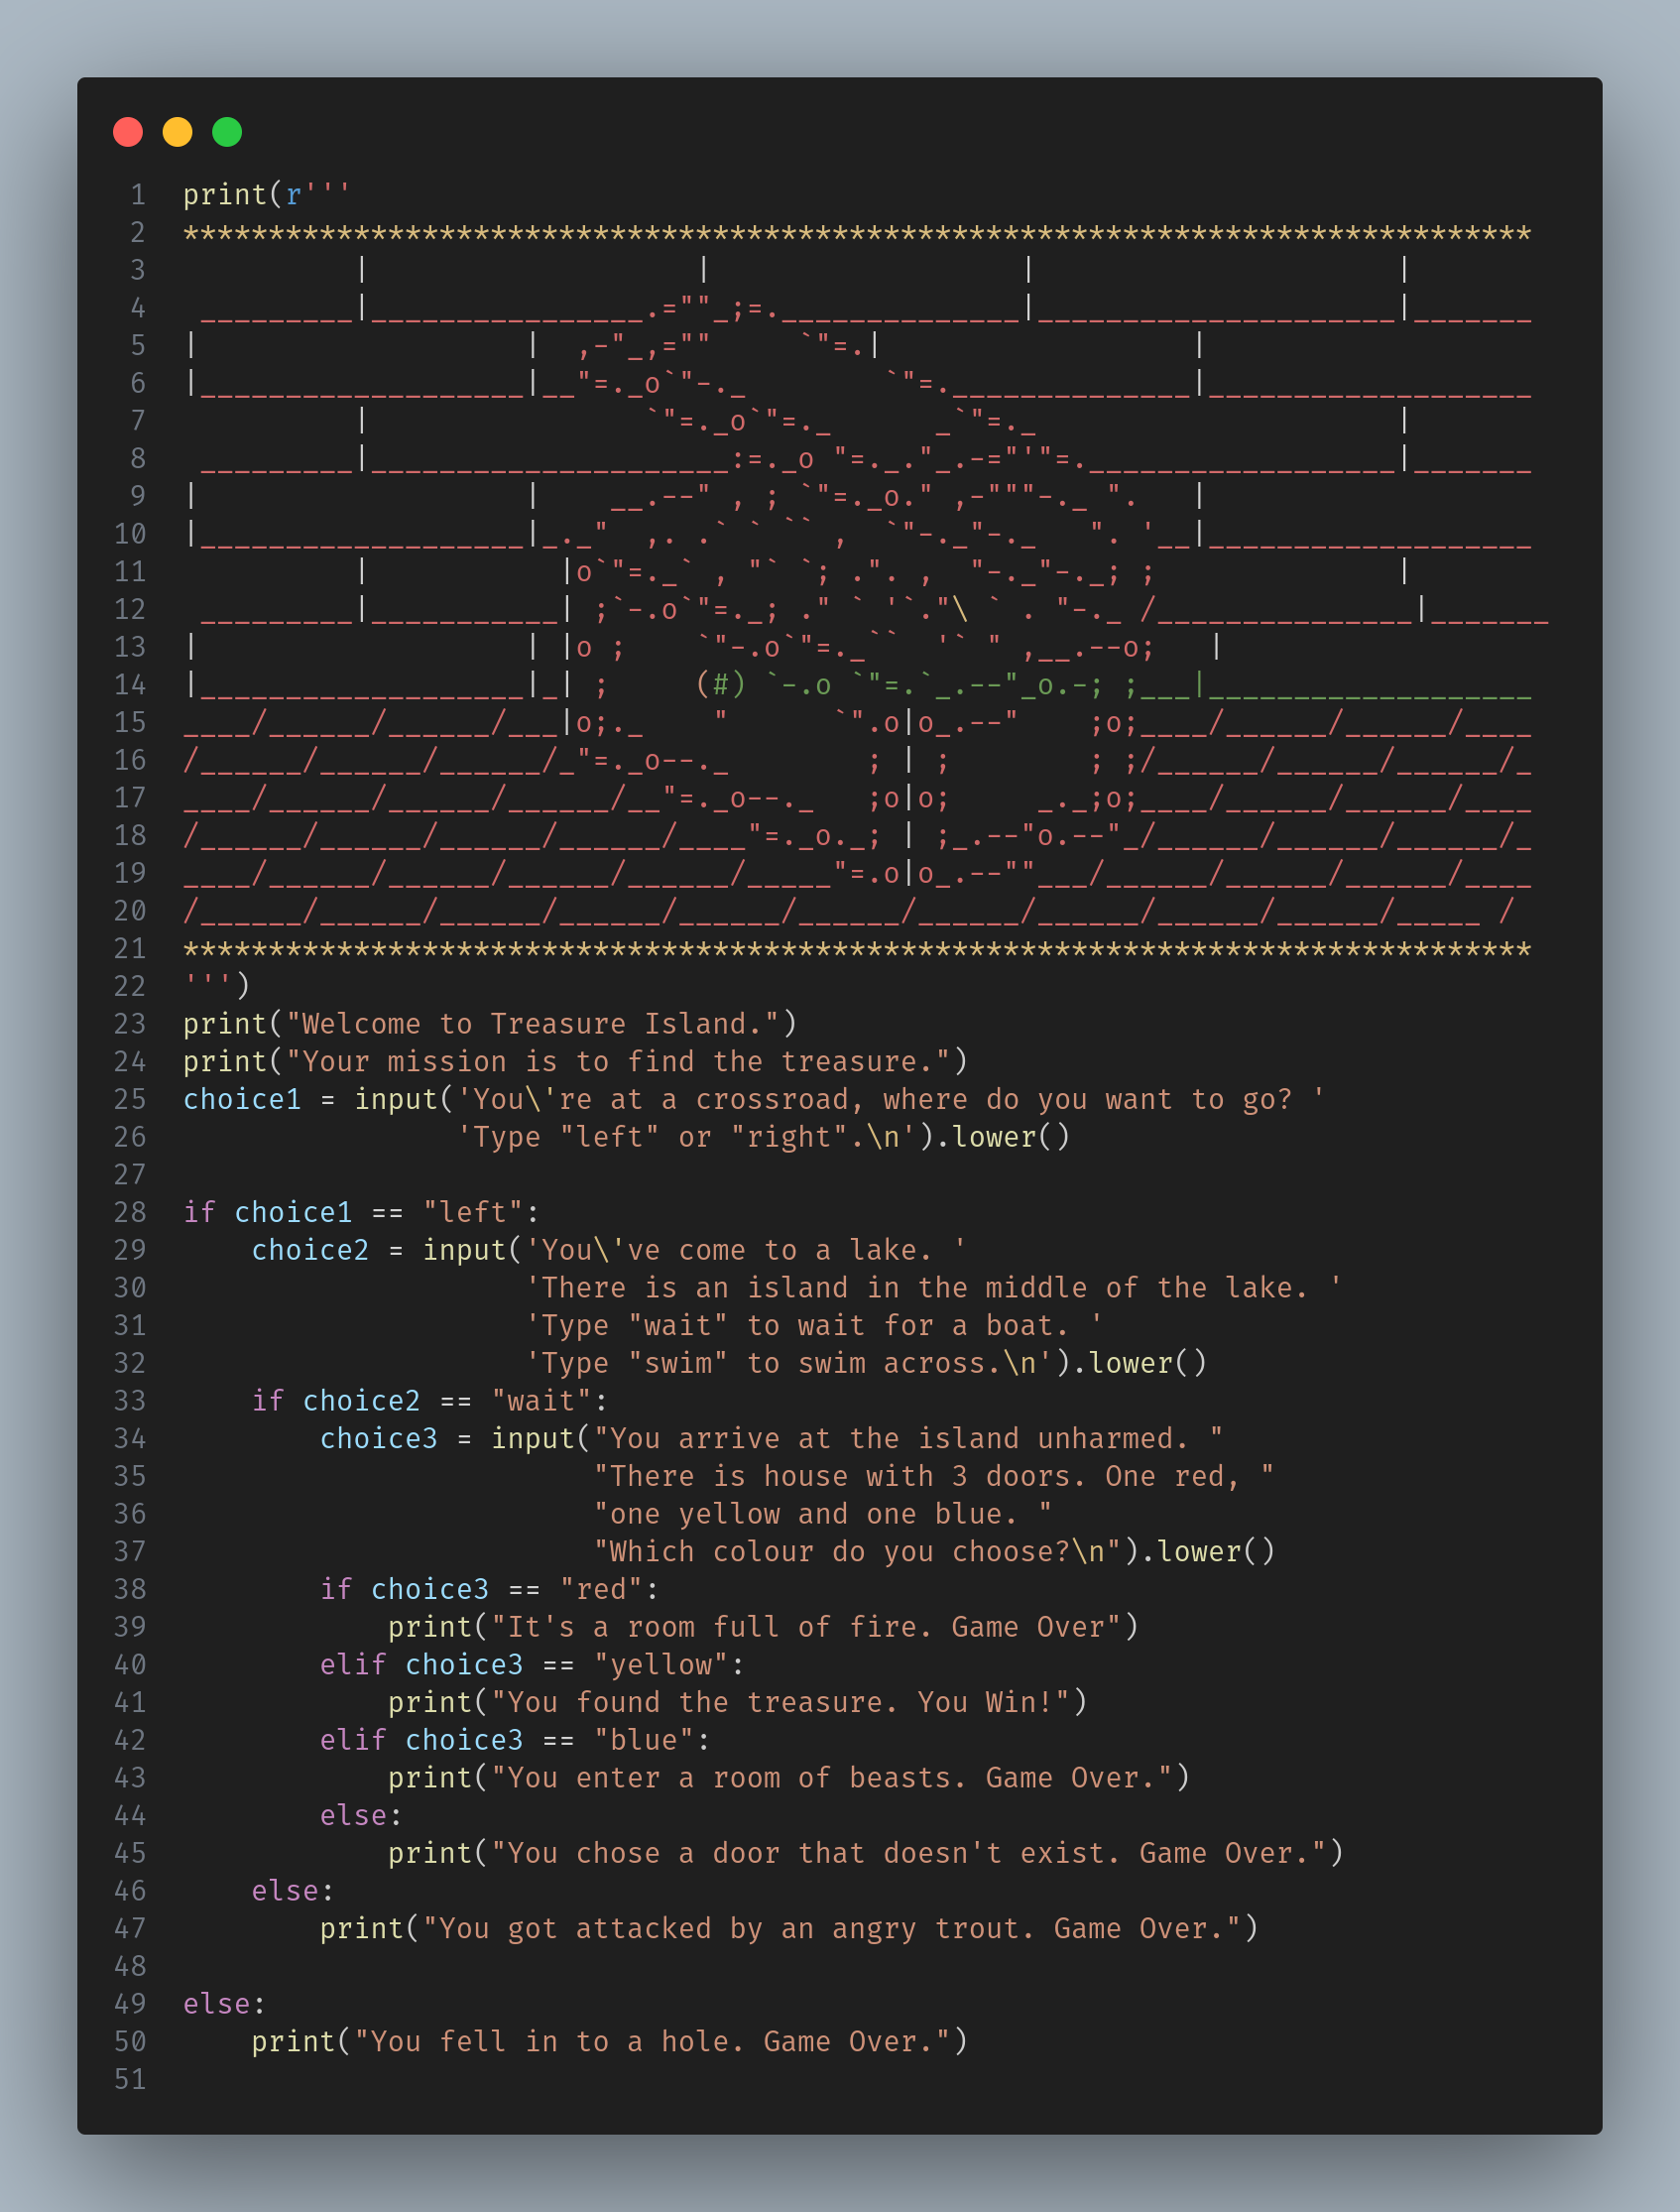 1 print(r'''
2 *******************************************************************************
3           |                   |                  |                     |
4  _________|________________.=""_;=.______________|_____________________|_______
5 |                   |  ,-"_,=""     `"=.|                  |
6 |___________________|__"=._o`"-._        `"=.______________|___________________
7           |                `"=._o`"=._      _`"=._                     |
8  _________|_____________________:=._o "=._."_.-="'"=.__________________|_______
9 |                   |    __.--" , ; `"=._o." ,-"""-._ ".   |
10 |___________________|_._"  ,. .` ` `` ,  `"-._"-._   ". '__|___________________
11           |           |o`"=._` , "` `; .". ,  "-._"-._; ;              |
12  _________|___________| ;`-.o`"=._; ." ` '`."\ ` . "-._ /_______________|_______
13 |                   | |o ;    `"-.o`"=._``  '` " ,__.--o;   |
14 |___________________|_| ;     (#) `-.o `"=.`_.--"_o.-; ;___|___________________
15 ____/______/______/___|o;._    "      `".o|o_.--"    ;o;____/______/______/____
16 /______/______/______/_"=._o--._        ; | ;        ; ;/______/______/______/_
17 ____/______/______/______/__"=._o--._   ;o|o;     _._;o;____/______/______/____
18 /______/______/______/______/____"=._o._; | ;_.--"o.--"_/______/______/______/_
19 ____/______/______/______/______/_____"=.o|o_.--""___/______/______/______/____
20 /______/______/______/______/______/______/______/______/______/______/_____ /
21 *******************************************************************************
22 ''')
23 print("Welcome to Treasure Island.")
24 print("Your mission is to find the treasure.")
25 choice1 = input('You\'re at a crossroad, where do you want to go? '
26                 'Type "left" or "right".\n').lower()
27
28 if choice1 == "left":
29     choice2 = input('You\'ve come to a lake. '
30                     'There is an island in the middle of the lake. '
31                     'Type "wait" to wait for a boat. '
32                     'Type "swim" to swim across.\n').lower()
33     if choice2 == "wait":
34         choice3 = input("You arrive at the island unharmed. "
35                         "There is house with 3 doors. One red, "
36                         "one yellow and one blue. "
37                         "Which colour do you choose?\n").lower()
38         if choice3 == "red":
39             print("It's a room full of fire. Game Over")
40         elif choice3 == "yellow":
41             print("You found the treasure. You Win!")
42         elif choice3 == "blue":
43             print("You enter a room of beasts. Game Over.")
44         else:
45             print("You chose a door that doesn't exist. Game Over.")
46     else:
47         print("You got attacked by an angry trout. Game Over.")
48
49 else:
50     print("You fell in to a hole. Game Over.")
51